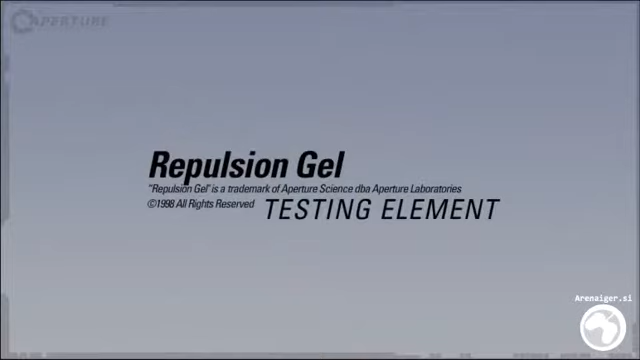 APERTURE
Repulsion Gel
"Repulsion Gel" is a trademark of Aperture Science dba Aperture Laboratories
©1998 All Rights Reserved TESTING ELEMENT
Arenaiger.si